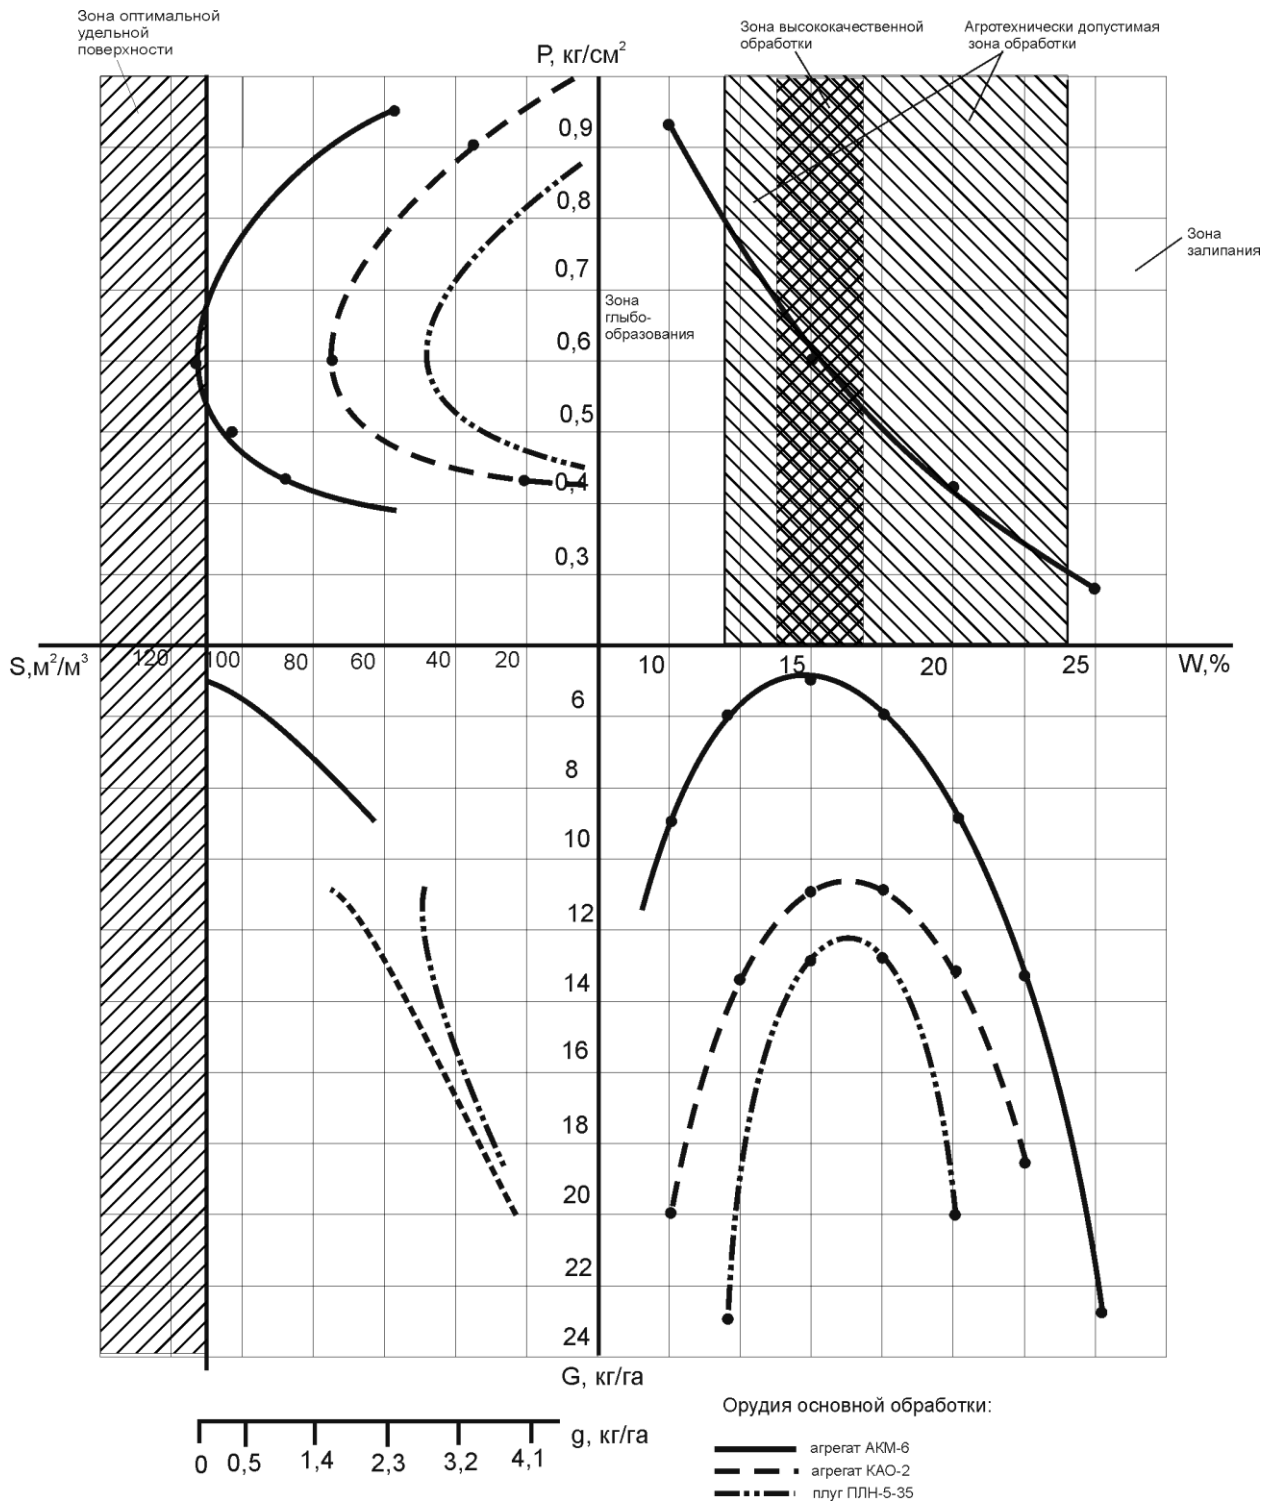 Зона оптимальной
удельной
поверхности
P, кг/см²
Зона высококачественной
обработки
Агротехнически допустимая
зона обработки
0,9
0,8
0,7
0,6
0,5
0,4
0,3
Зона
глыбо-
образования
Зона
залипания
S,м²/м³
120
100
80
60
40
20
10
15
20
25
W,%
6
8
10
12
14
16
18
20
22
24
G, кг/га
g, кг/га
0
0,5
1,4
2,3
3,2
4,1
Орудия основной обработки:
агрегат АКМ-6
агрегат КАО-2
плуг ПЛН-5-35